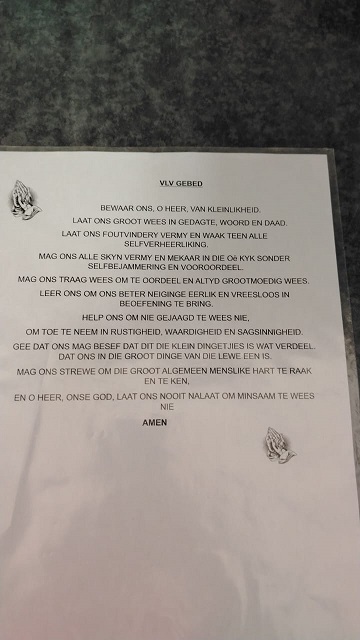 VLV GEBED
BEWAAR ONS, O HEER, VAN KLEINLIKHEID.
LAAT ONS GROOT WEES IN GEDAGTE, WOORD EN DAAD.
LAAT ONS FOUTVINDERY VERMY EN WAAK TEEN ALLE
SELFVERHEERLIKING.
MAG ONS ALLE SKYN VERMY EN MEKAAR IN DIE Oë KYK SONDER
SELFBEJAMMERING EN VOOROORDEEL.
MAG ONS TRAAG WEES OM TE OORDEEL EN ALTYD GROOTMOEDIG WEES.
LEER ONS OM ONS BETER NEIGINGE EERLIK EN VREESLOOS IN
BEOEFENING TE BRING.
HELP ONS OM NIE GEJAAGD TE WEES NIE,
OM TOE TE NEEM IN RUSTIGHEID, WAARDIGHEID EN SAGSINNIGHEID.
GEE DAT ONS MAG BESEF DAT DIT DIE KLEIN DINGETJIES IS WAT VERDEEL.
DAT ONS IN DIE GROOT DINGE VAN DIE LEWE EEN IS.
MAG ONS STREWE OM DIE GROOT ALGEMEEN MENSLIKE HART TE RAAK
EN TE KEN,
EN O HEER, ONSE GOD, LAAT ONS NOOIT NALAAT OM MINSAAM TE WEES
NIE
AMEN